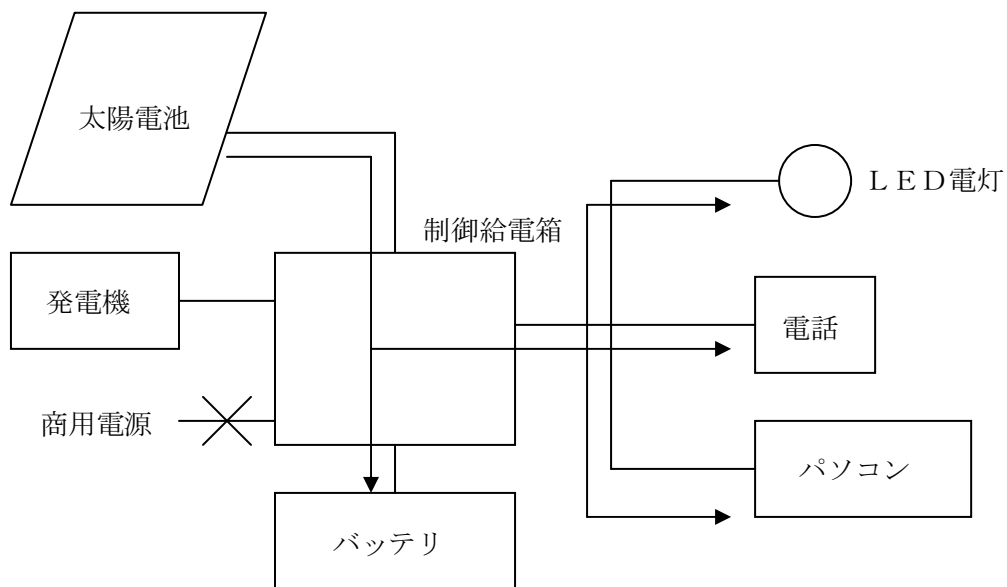 太陽電池
ＬＥＤ電灯
制御給電箱
発電機
電話
商用電源
パソコン
バッテリ